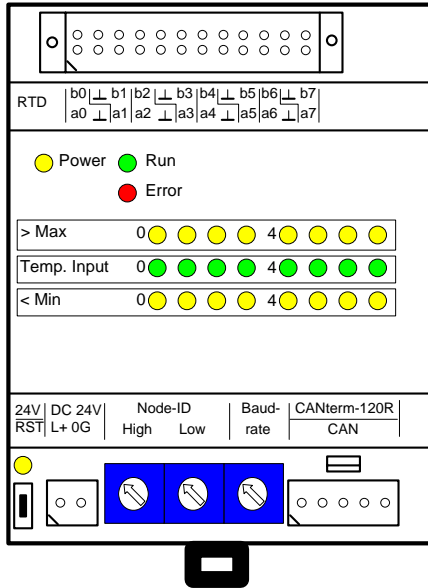 RTD b0 b1 b2 b3 b4 b5 b6 b7
a0 a1 a2 a3 a4 a5 a6 a7
Power Run
Error
> Max 0 4
Temp. Input 0 4
< Min 0 4
24V DC 24V Node-ID Baud- CANterm-120R
RST L+ 0G High Low rate CAN